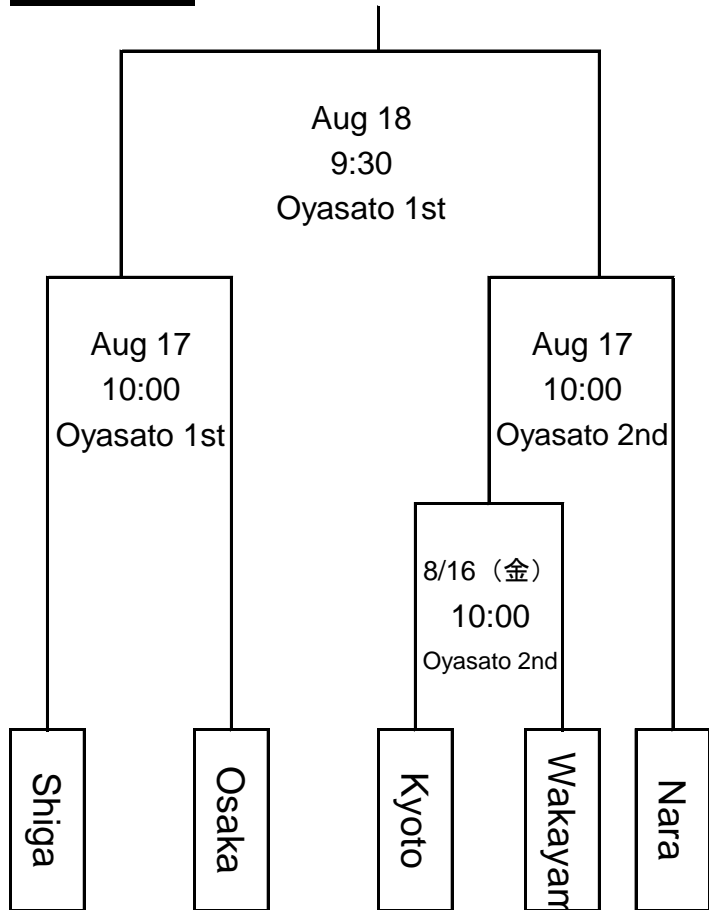 Aug 18
9:30
Oyasato 1st
Aug 17
10:00
Oyasato 1st
Aug 17
10:00
Oyasato 2nd
8/16（金）
10:00
Oyasato 2nd
Shiga
Osaka
Kyoto
Wakayam
Nara